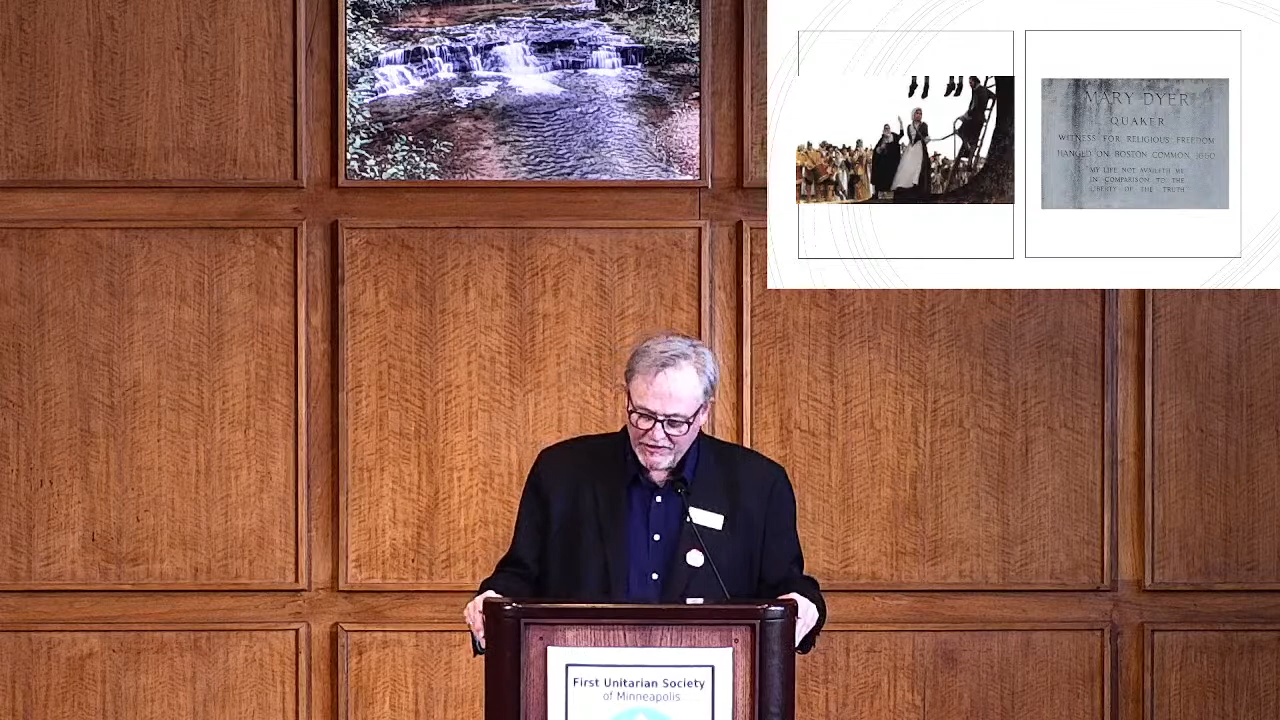 MARY DYER
QUAKER
WITNESS FOR RELIGIOUS FREEDOM
HANGED ON BOSTON COMMON 1660
MY LIFE NOT AVAILETH ME
IN COMPARISON TO THE
LIBERTY OF THE TRUTH
First Unitarian Society
of Minneapolis